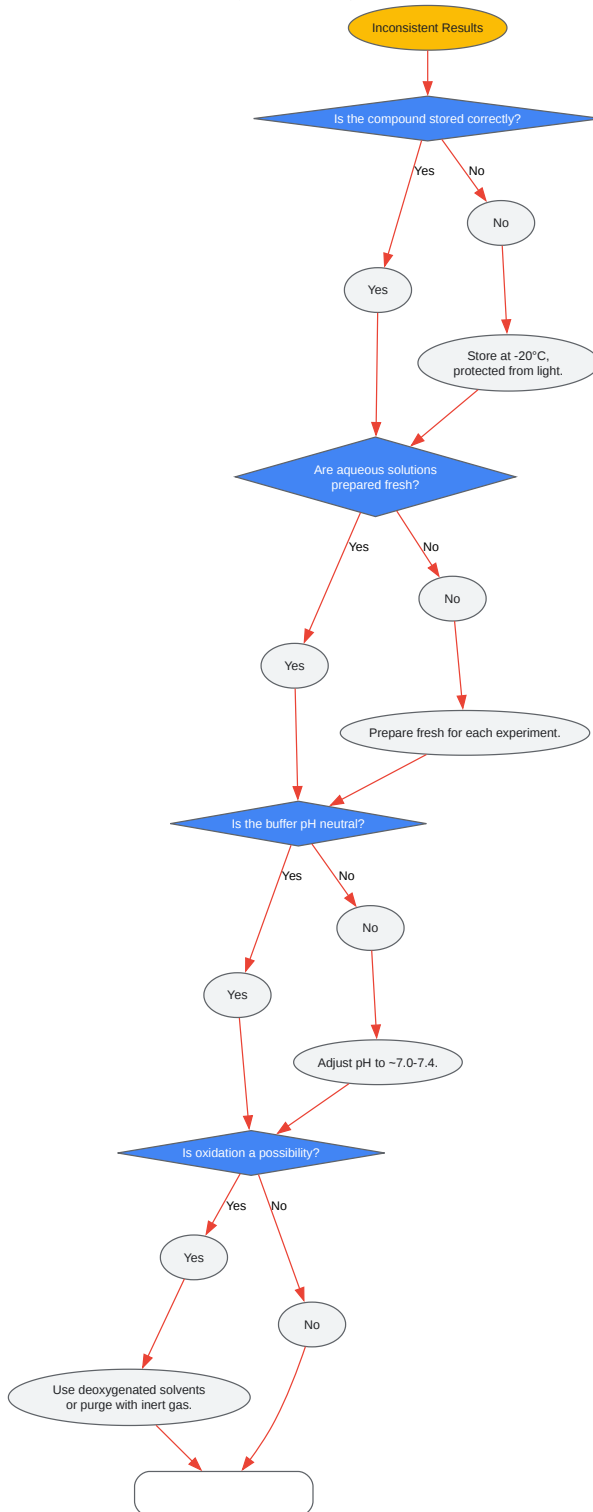 Inconsistent Results
Is the compound stored correctly?
Yes
No
No
Yes
Store at -20°C,
protected from light.
Are aqueous solutions
prepared fresh?
Yes
No
No
Yes
Prepare fresh for each experiment.
Is the buffer pH neutral?
Yes
No
No
Yes
Adjust pH to ~7.0-7.4.
Is oxidation a possibility?
Yes
No
Yes
No
Use deoxygenated solvents
or purge with inert gas.